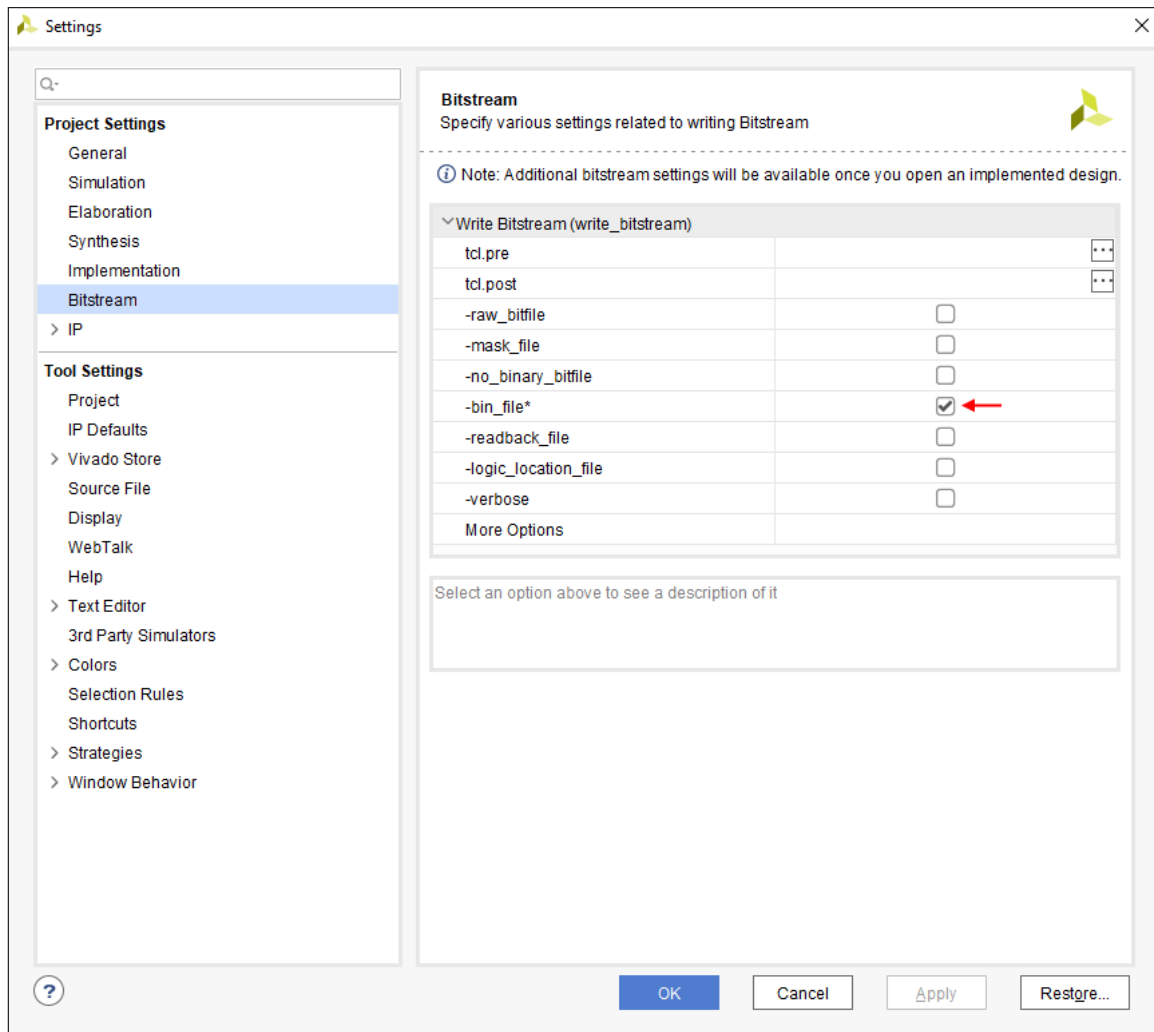 Settings
Project Settings
General
Simulation
Elaboration
Synthesis
Implementation
Bitstream
IP
Tool Settings
Project
IP Defaults
Vivado Store
Source File
Display
WebTalk
Help
Text Editor
3rd Party Simulators
Colors
Selection Rules
Shortcuts
Strategies
Window Behavior
Bitstream
Specify various settings related to writing Bitstream
Note: Additional bitstream settings will be available once you open an implemented design.
Write Bitstream (write_bitstream)
tcl.pre
tcl.post
-raw_bitfile
-mask_file
-no_binary_bitfile
-bin_file*
-readback_file
-logic_location_file
-verbose
More Options
Select an option above to see a description of it
OK Cancel Apply Restore...